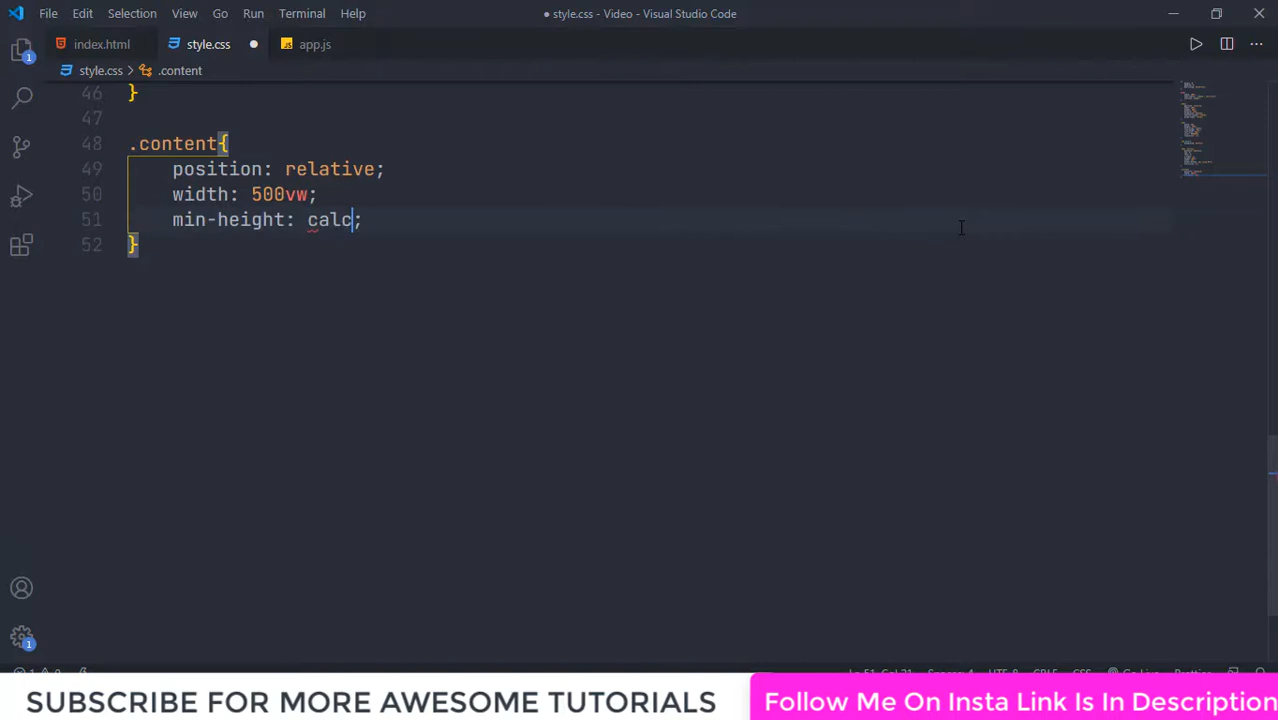 File Edit Selection View Go Run Terminal Help
● style.css - Video - Visual Studio Code
index.html style.css app.js
style.css > .content
46 }
47
48 .content{
49 position: relative;
50 width: 500vw;
51 min-height: calc;
52 }
1
1
SUBSCRIBE FOR MORE AWESOME TUTORIALS
Follow Me On Insta Link Is In Description